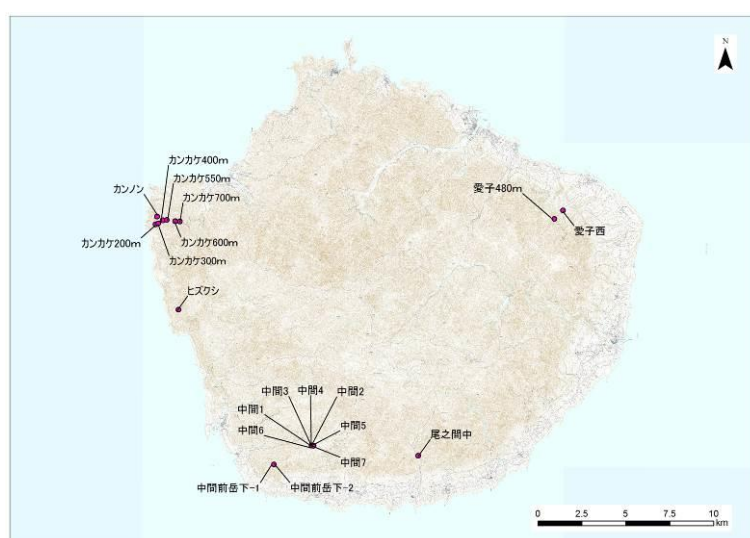 N
カンカケ400m
カンカケ550m
カンノン
カンカケ700m
愛子480m
愛子西
カンカケ200m
カンカケ600m
カンカケ300m
ヒズクシ
中間3
中間4
中間2
中間1
中間5
中間6
尾之間中
中間7
中間前岳下-1
中間前岳下-2
0 2.5 5 7.5 10
km